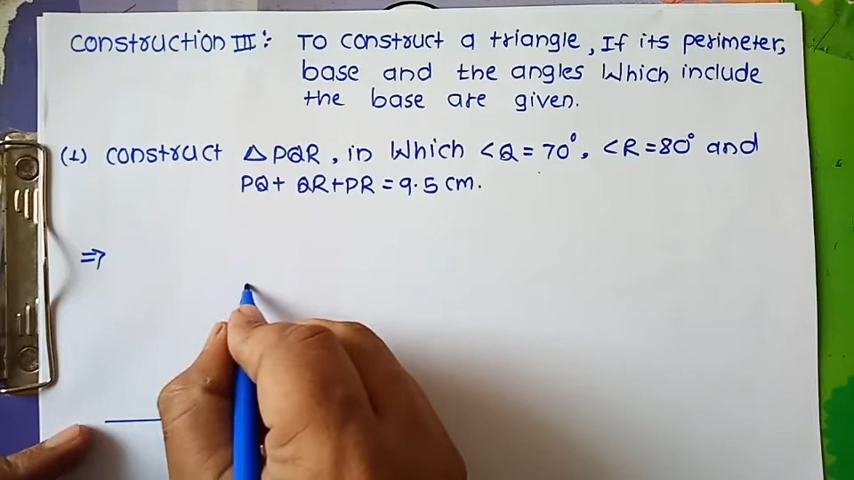 Construction III: To construct a triangle, If its perimeter,
base and the angles which include
the base are given.
(1) construct △PQR, in which <Q = 70°, <R = 80° and
PQ + QR + PR = 9.5 cm.
⇒